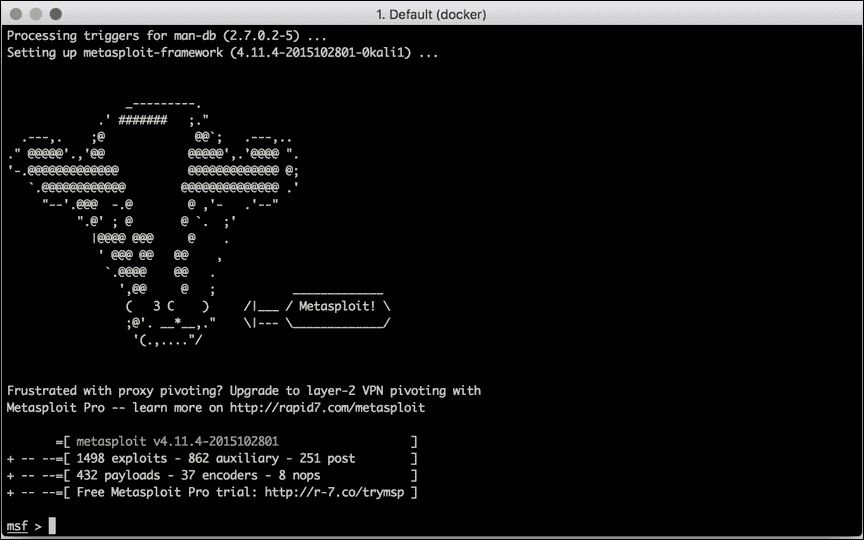 1. Default (docker)
Processing triggers for man-db (2.7.0.2-5) ...
Setting up metasploit-framework (4.11.4-2015102801-0kali1) ...
               _---------.
            .' #######   ;."
  .---,.    ;@             @@`;   .---,..
." @@@@@'.,'@@            @@@@@',.'@@@@ ".
'-.@@@@@@@@@@@@@          @@@@@@@@@@@@@ @;
   `.@@@@@@@@@@@@        @@@@@@@@@@@@@@ .'
     "--'.@@@  -.@        @ ,'-   .'--"
          ".@' ; @       @ `.  ;'
            |@@@@ @@@     @    .
             ' @@@ @@   @@    ,
              `.@@@@    @@   .
                ',@@     @   ;           _____________
                 (   3 C    )     /|___ / Metasploit! \
                 ;@'. __*__,."    \|--- \_____________/
                  '(.,...."/
Frustrated with proxy pivoting? Upgrade to layer-2 VPN pivoting with
Metasploit Pro -- learn more on http://rapid7.com/metasploit
       =[ metasploit v4.11.4-2015102801                   ]
+ -- --=[ 1498 exploits - 862 auxiliary - 251 post        ]
+ -- --=[ 432 payloads - 37 encoders - 8 nops             ]
+ -- --=[ Free Metasploit Pro trial: http://r-7.co/trymsp ]
msf >